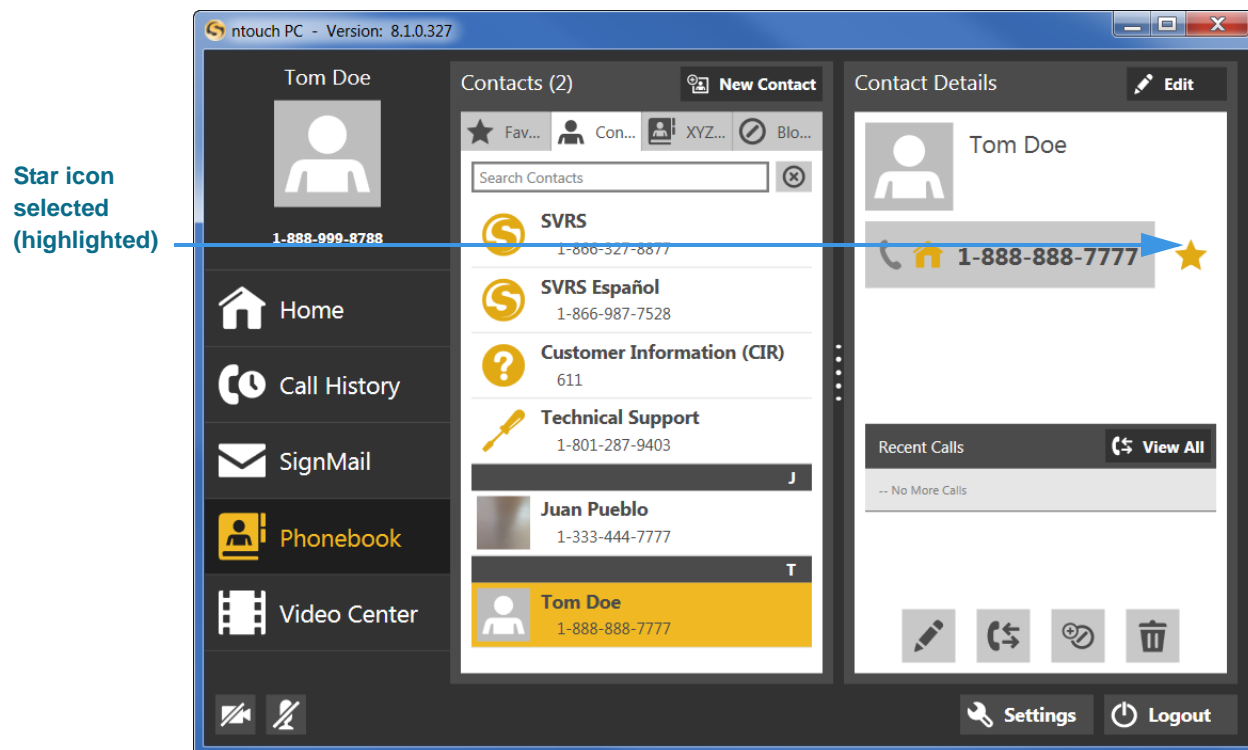 ntouch PC - Version: 8.1.0.327
Star icon
selected
(highlighted)
Tom Doe
1-888-999-8788
Home
Call History
SignMail
Phonebook
Video Center
Contacts (2)
New Contact
Fav...
Con...
XYZ...
Blo...
Search Contacts
SVRS
1-866-327-8877
SVRS Español
1-866-987-7528
Customer Information (CIR)
611
Technical Support
1-801-287-9403
J
Juan Pueblo
1-333-444-7777
T
Tom Doe
1-888-888-7777
Contact Details
Edit
Tom Doe
1-888-888-7777
Recent Calls
View All
-- No More Calls
Settings
Logout